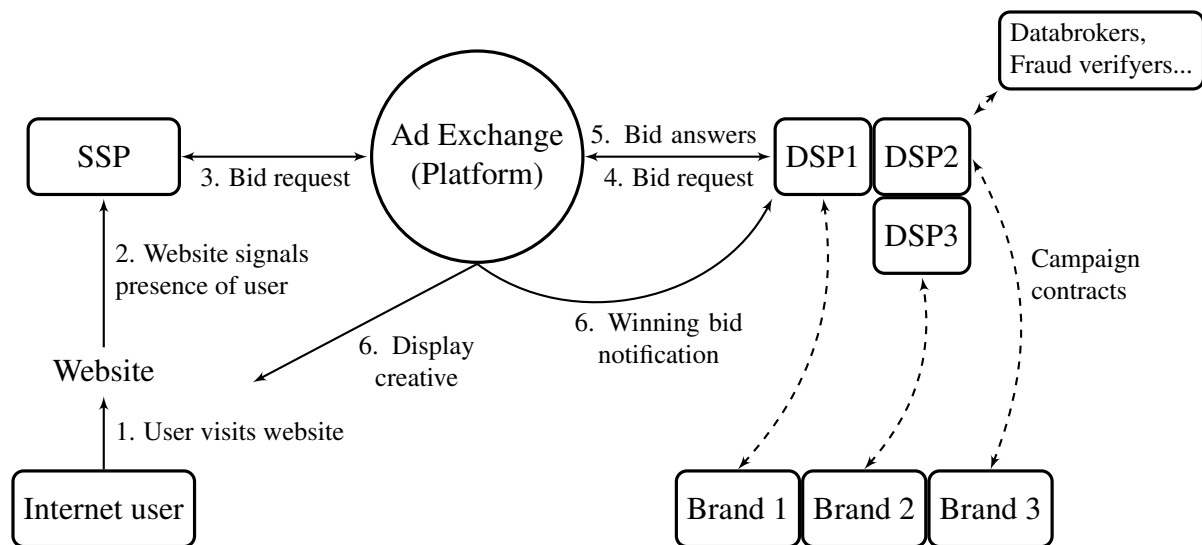 Databrokers,
Fraud verifyers...
SSP
3. Bid request
Ad Exchange
(Platform)
5. Bid answers
4. Bid request
DSP1
DSP2
DSP3
2. Website signals
presence of user
Campaign
contracts
6. Winning bid
notification
6. Display
creative
Website
1. User visits website
Internet user
Brand 1
Brand 2
Brand 3